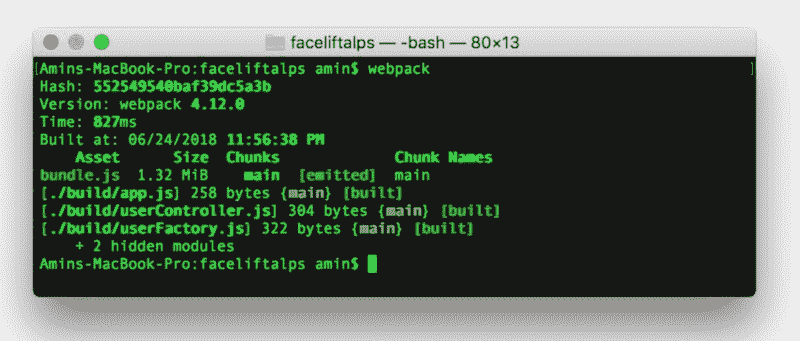 faceliftalps — -bash — 80×13
[Amins-MacBook-Pro:faceliftalps amin$ webpack ]
Hash: 552549540baf39dc5a3b
Version: webpack 4.12.0
Time: 827ms
Built at: 06/24/2018 11:56:38 PM
Asset Size Chunks Chunk Names
bundle.js 1.32 MiB main [emitted] main
[./build/app.js] 258 bytes {main} [built]
[./build/userController.js] 304 bytes {main} [built]
[./build/userFactory.js] 322 bytes {main} [built]
+ 2 hidden modules
Amins-MacBook-Pro:faceliftalps amin$